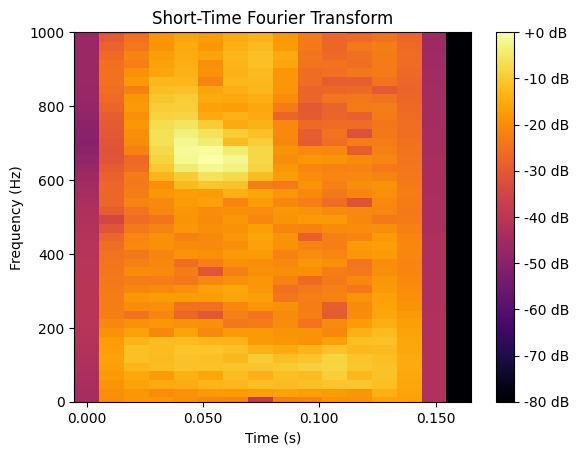 Short-Time Fourier Transform
1000
800
600
400
200
0
Frequency (Hz)
0.000
0.050
0.100
0.150
Time (s)
+0 dB
-10 dB
-20 dB
-30 dB
-40 dB
-50 dB
-60 dB
-70 dB
-80 dB